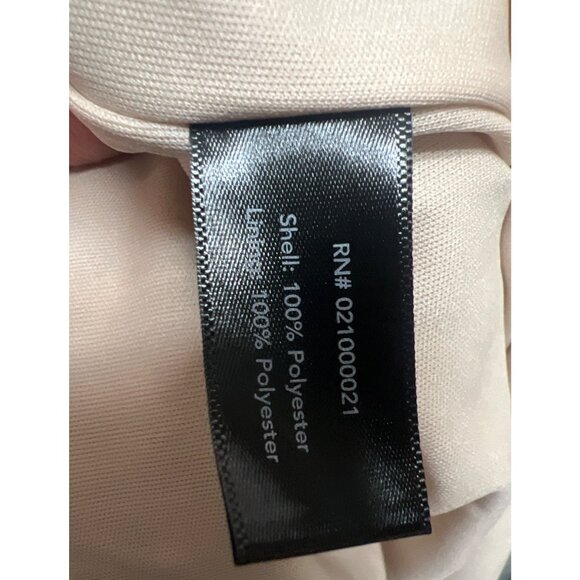 RN# 021000021
Shell: 100% Polyester
Lining: 100% Polyester